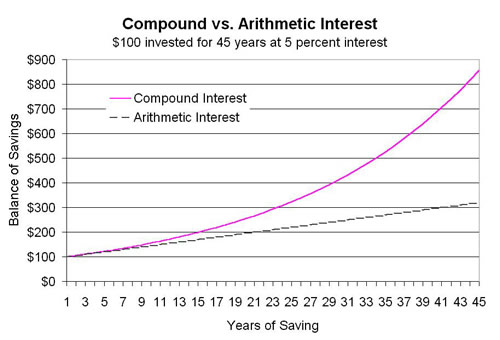 Compound vs. Arithmetic Interest
$100 invested for 45 years at 5 percent interest
$900
$800
$700
$600
$500
$400
$300
$200
$100
$0
Balance of Savings
Compound Interest
Arithmetic Interest
1 3 5 7 9 11 13 15 17 19 21 23 25 27 29 31 33 35 37 39 41 43 45
Years of Saving